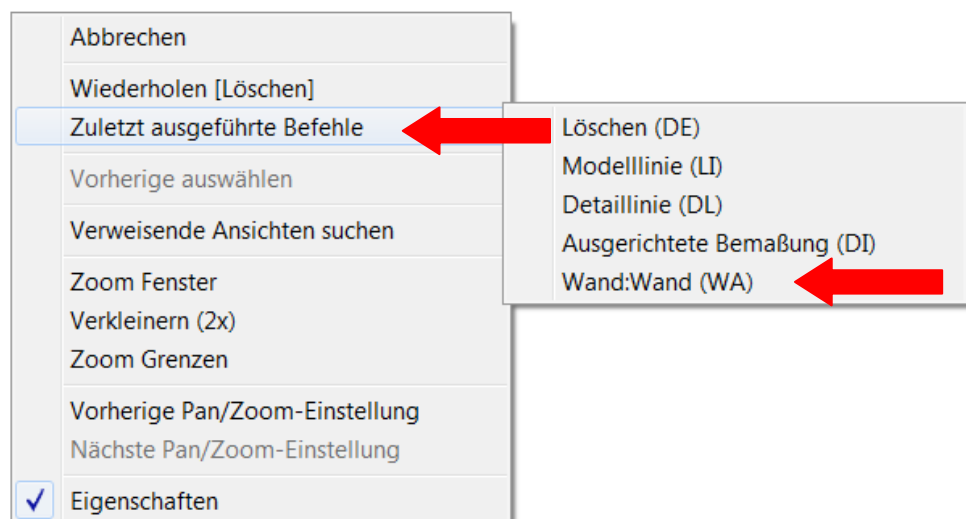 Abbrechen
Wiederholen [Löschen]
Zuletzt ausgeführte Befehle
Vorherige auswählen
Verweisende Ansichten suchen
Zoom Fenster
Verkleinern (2x)
Zoom Grenzen
Vorherige Pan/Zoom-Einstellung
Nächste Pan/Zoom-Einstellung
Eigenschaften
Löschen (DE)
Modelllinie (LI)
Detaillinie (DL)
Ausgerichtete Bemaßung (DI)
Wand:Wand (WA)